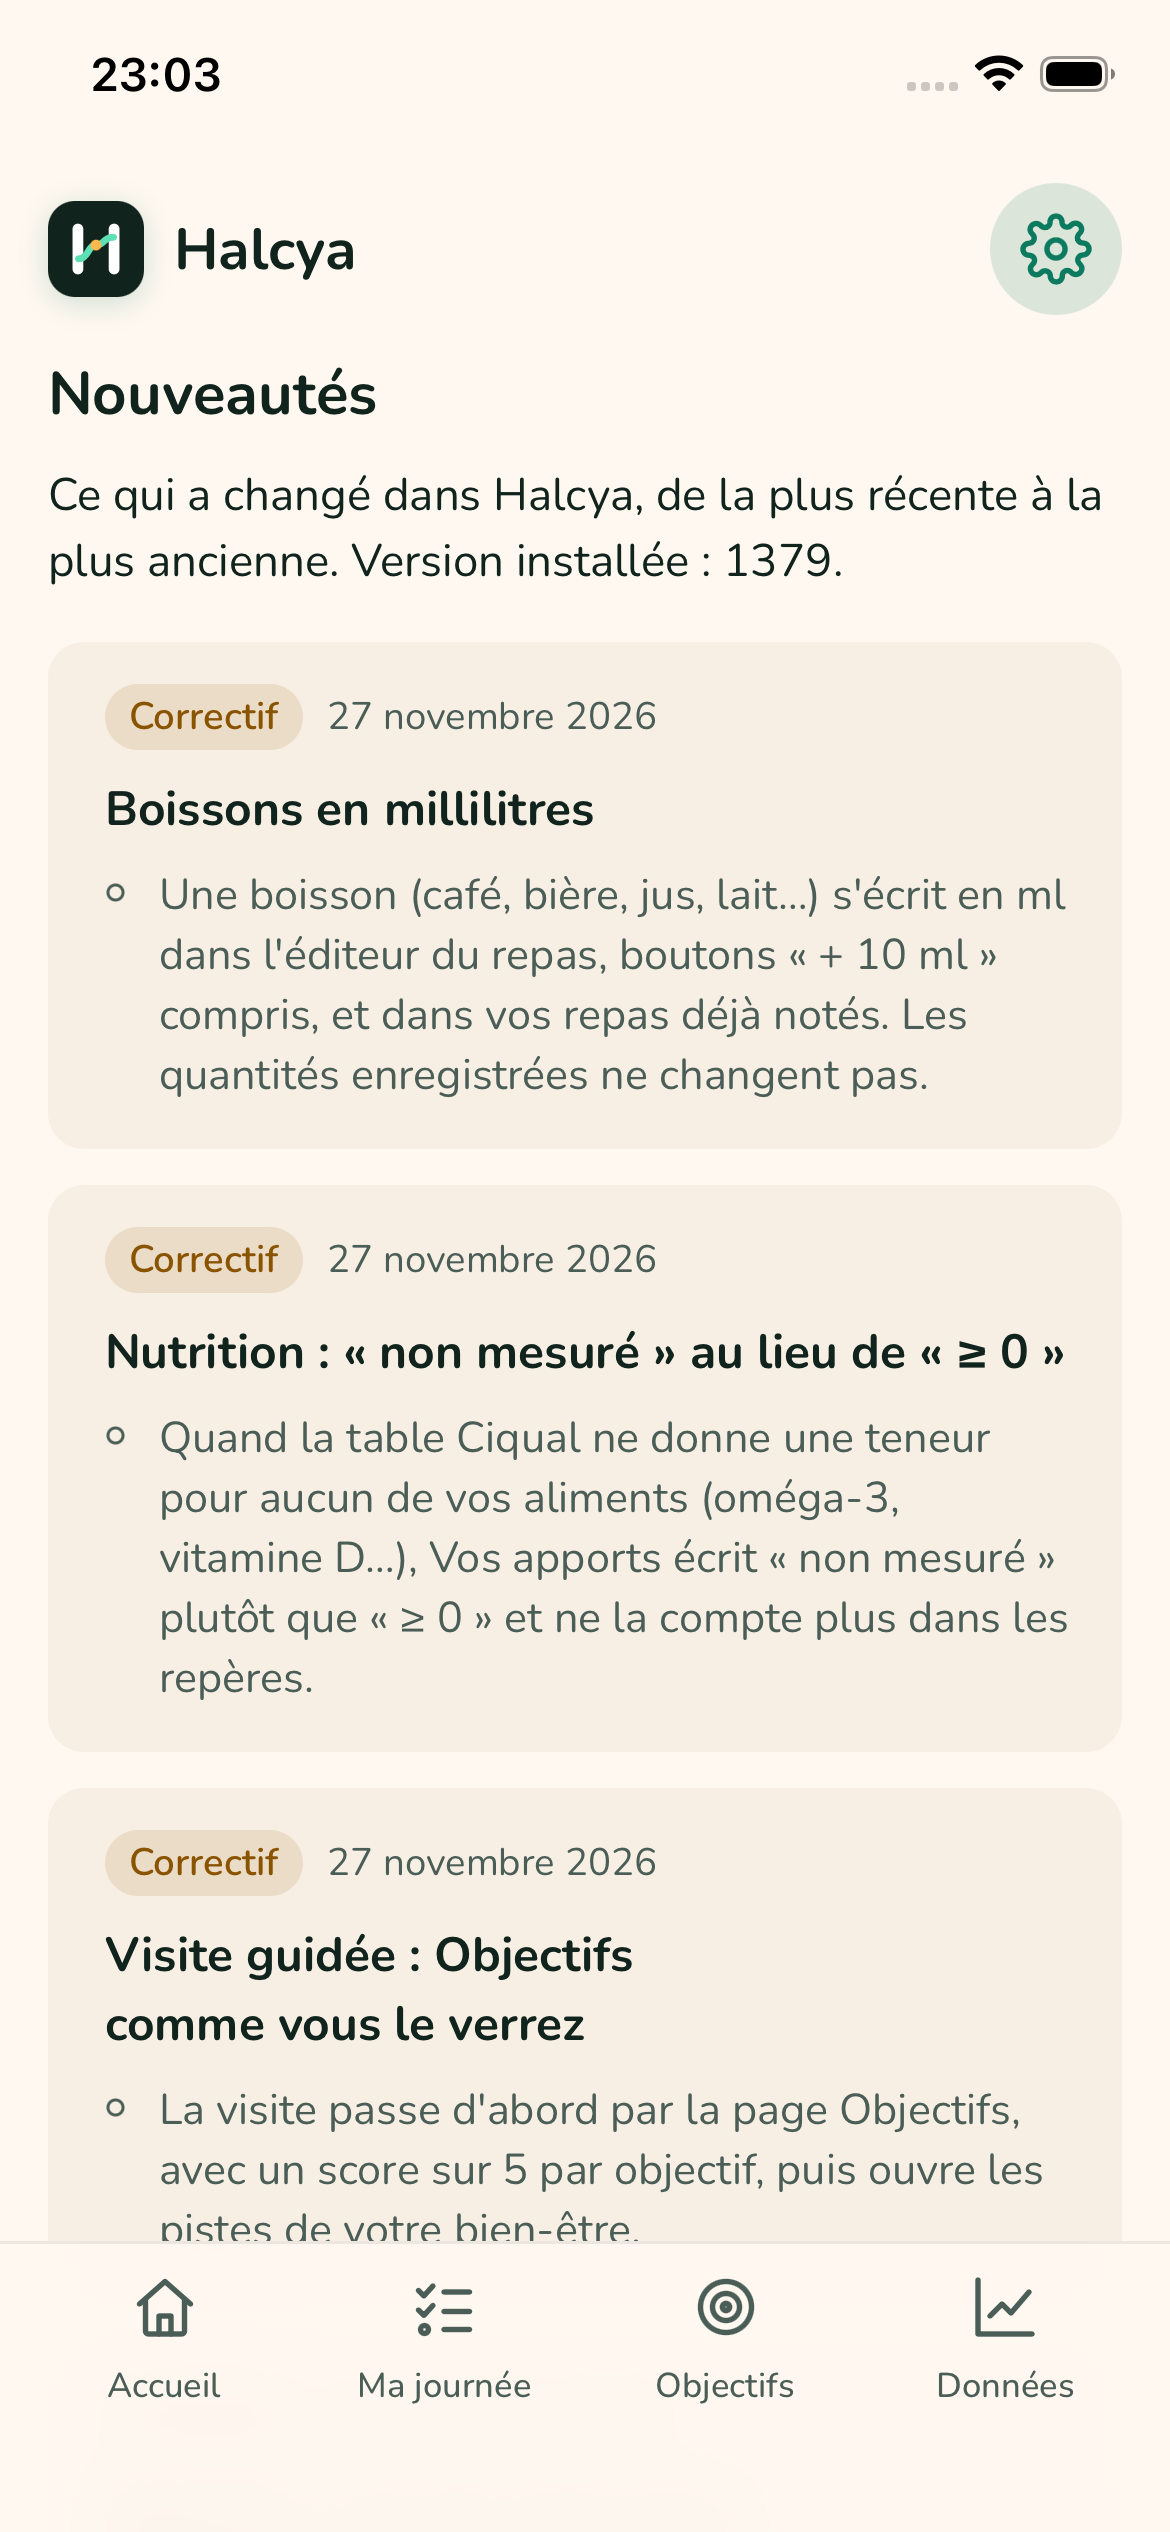 23:03
Halcya
Nouveautés
Ce qui a changé dans Halcya, de la plus récente à la
plus ancienne. Version installée : 1379.
Correctif 27 novembre 2026
Boissons en millilitres
Une boisson (café, bière, jus, lait…) s'écrit en ml
dans l'éditeur du repas, boutons « + 10 ml »
compris, et dans vos repas déjà notés. Les
quantités enregistrées ne changent pas.
Correctif 27 novembre 2026
Nutrition : « non mesuré » au lieu de « ≥ 0 »
Quand la table Ciqual ne donne une teneur
pour aucun de vos aliments (oméga-3,
vitamine D…), Vos apports écrit « non mesuré »
plutôt que « ≥ 0 » et ne la compte plus dans les
repères.
Correctif 27 novembre 2026
Visite guidée : Objectifs
comme vous le verrez
La visite passe d'abord par la page Objectifs,
avec un score sur 5 par objectif, puis ouvre les
pistes de votre bien-être.
Accueil Ma journée Objectifs Données